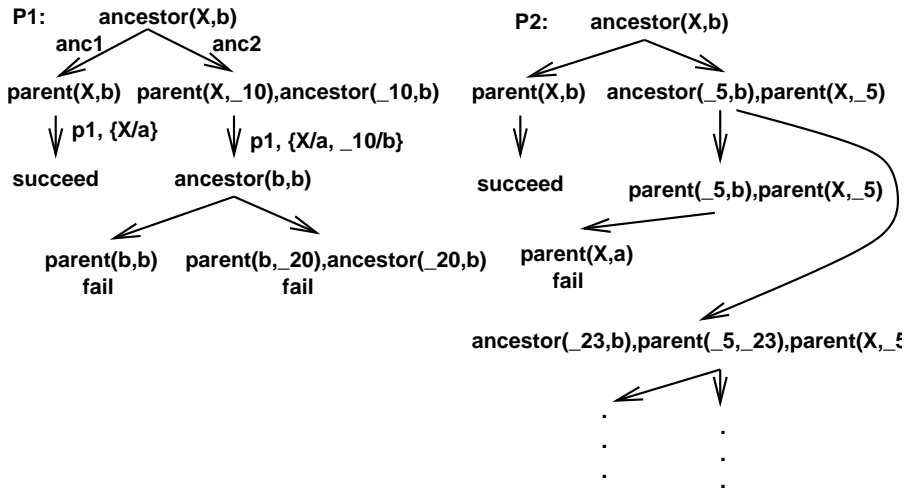 P1: ancestor(X,b)
anc1 anc2
parent(X,b) parent(X,_10),ancestor(_10,b)
p1, {X/a} p1, {X/a, _10/b}
succeed ancestor(b,b)
parent(b,b) parent(b,_20),ancestor(_20,b)
fail fail
P2: ancestor(X,b)
parent(X,b) ancestor(_5,b),parent(X,_5)
succeed
parent(_5,b),parent(X,_5)
parent(X,a)
fail
ancestor(_23,b),parent(_5,_23),parent(X,_5
. .
. .
. .